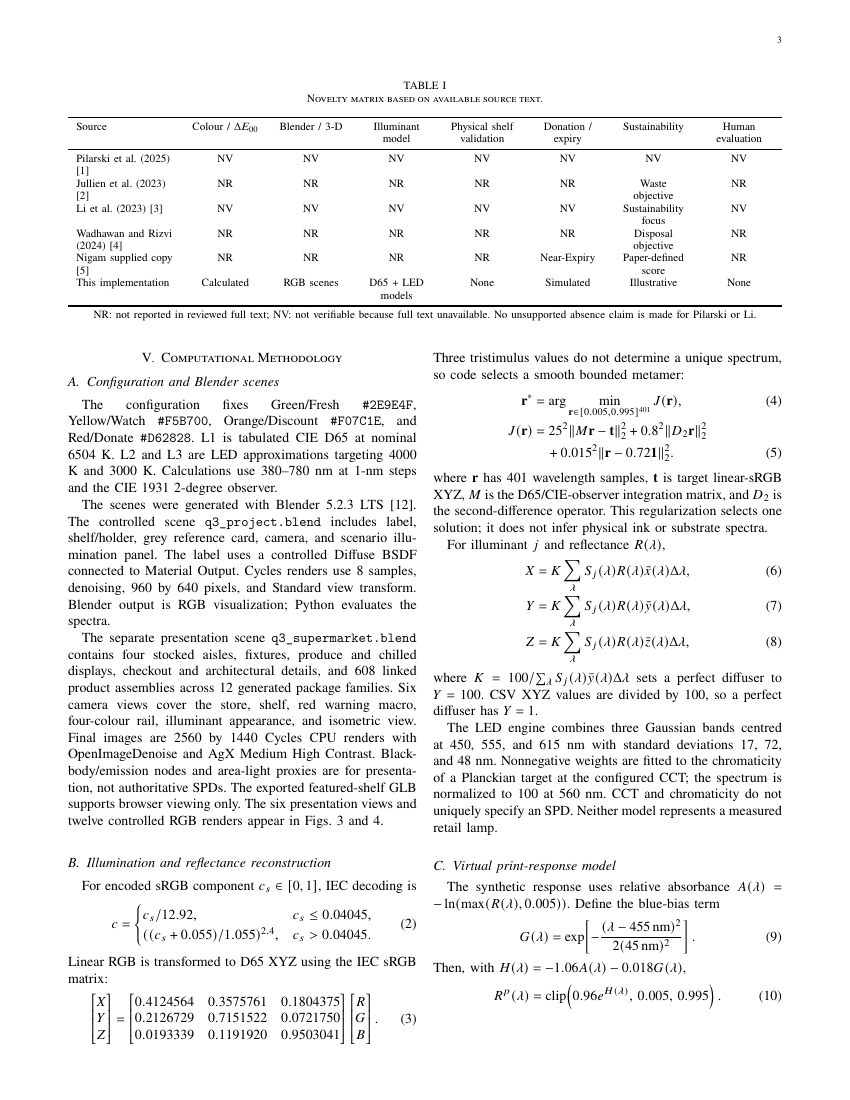 3
TABLE I
Novelty matrix based on available source text.
Source Colour / ΔE00 Blender / 3-D Illuminant model Physical shelf validation Donation / expiry Sustainability Human evaluation
Pilarski et al. (2025) [1] NV NV NV NV NV NV NV
Jullien et al. (2023) [2] NR NR NR NR NR Waste objective NR
Li et al. (2023) [3] NV NV NV NV NV Sustainability focus NV
Wadhawan and Rizvi (2024) [4] NR NR NR NR NR Disposal objective NR
Nigam supplied copy [5] NR NR NR NR Near-Expiry Paper-defined score NR
This implementation Calculated RGB scenes D65 + LED models None Simulated Illustrative None
NR: not reported in reviewed full text; NV: not verifiable because full text unavailable. No unsupported absence claim is made for Pilarski or Li.
V. Computational Methodology
A. Configuration and Blender scenes
The configuration fixes Green/Fresh #2E9E4F,
Yellow/Watch #F5B700, Orange/Discount #F07C1E, and
Red/Donate #D62828. L1 is tabulated CIE D65 at nominal
6504 K. L2 and L3 are LED approximations targeting 4000
K and 3000 K. Calculations use 380–780 nm at 1-nm steps
and the CIE 1931 2-degree observer.
The scenes were generated with Blender 5.2.3 LTS [12].
The controlled scene q3_project.blend includes label,
shelf/holder, grey reference card, camera, and scenario illu-
mination panel. The label uses a controlled Diffuse BSDF
connected to Material Output. Cycles renders use 8 samples,
denoising, 960 by 640 pixels, and Standard view transform.
Blender output is RGB visualization; Python evaluates the
spectra.
The separate presentation scene q3_supermarket.blend
contains four stocked aisles, fixtures, produce and chilled
displays, checkout and architectural details, and 608 linked
product assemblies across 12 generated package families. Six
camera views cover the store, shelf, red warning macro,
four-colour rail, illuminant appearance, and isometric view.
Final images are 2560 by 1440 Cycles CPU renders with
OpenImageDenoise and AgX Medium High Contrast. Black-
body/emission nodes and area-light proxies are for presenta-
tion, not authoritative SPDs. The exported featured-shelf GLB
supports browser viewing only. The six presentation views and
twelve controlled RGB renders appear in Figs. 3 and 4.
B. Illumination and reflectance reconstruction
For encoded sRGB component cs ∈ [0, 1], IEC decoding is
c = { cs/12.92, cs ≤ 0.04045,
((cs + 0.055)/1.055)^2.4, cs > 0.04045. (2)
Linear RGB is transformed to D65 XYZ using the IEC sRGB
matrix:
[X] [0.4124564 0.3575761 0.1804375] [R]
[Y] = [0.2126729 0.7151522 0.0721750] [G] . (3)
[Z] [0.0193339 0.1191920 0.9503041] [B]
Three tristimulus values do not determine a unique spectrum,
so code selects a smooth bounded metamer:
r* = arg min r∈[0.005,0.995]^401 J(r), (4)
J(r) = 25²‖Mr − t‖₂² + 0.8²‖D₂r‖₂²
+ 0.015²‖r − 0.721‖₂². (5)
where r has 401 wavelength samples, t is target linear-sRGB
XYZ, M is the D65/CIE-observer integration matrix, and D₂ is
the second-difference operator. This regularization selects one
solution; it does not infer physical ink or substrate spectra.
For illuminant j and reflectance R(λ),
X = K ∑λ Sj(λ)R(λ)x̄(λ)Δλ, (6)
Y = K ∑λ Sj(λ)R(λ)ȳ(λ)Δλ, (7)
Z = K ∑λ Sj(λ)R(λ)z̄(λ)Δλ, (8)
where K = 100/∑λ Sj(λ)ȳ(λ)Δλ sets a perfect diffuser to
Y = 100. CSV XYZ values are divided by 100, so a perfect
diffuser has Y = 1.
The LED engine combines three Gaussian bands centred
at 450, 555, and 615 nm with standard deviations 17, 72,
and 48 nm. Nonnegative weights are fitted to the chromaticity
of a Planckian target at the configured CCT; the spectrum is
normalized to 100 at 560 nm. CCT and chromaticity do not
uniquely specify an SPD. Neither model represents a measured
retail lamp.
C. Virtual print-response model
The synthetic response uses relative absorbance A(λ) =
− ln(max(R(λ), 0.005)). Define the blue-bias term
G(λ) = exp[−(λ − 455 nm)²/2(45 nm)²] . (9)
Then, with H(λ) = −1.06A(λ) − 0.018G(λ),
R^p(λ) = clip(0.96e^H(λ), 0.005, 0.995) . (10)